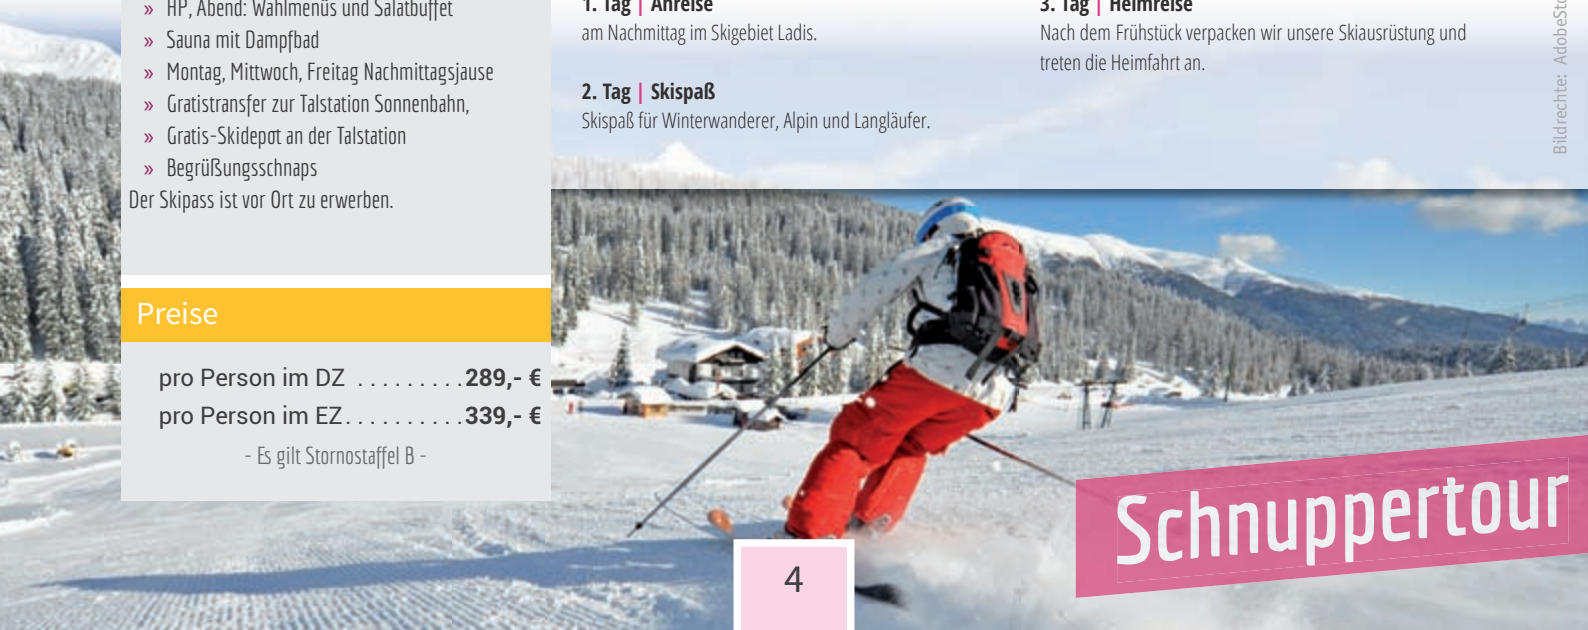 » HP, Abend: Wahlmenüs und Salatbuffet
» Sauna mit Dampfbad
» Montag, Mittwoch, Freitag Nachmittagsjause
» Gratistransfer zur Talstation Sonnenbahn,
» Gratis-Skidepot an der Talstation
» Begrüßungsschnaps
Der Skipass ist vor Ort zu erwerben.
Preise
pro Person im DZ . . . . . . . . . 289,- €
pro Person im EZ. . . . . . . . . . 339,- €
- Es gilt Stornostaffel B -
1. Tag | Anreise
am Nachmittag im Skigebiet Ladis.
2. Tag | Skispaß
Skispaß für Winterwanderer, Alpin und Langläufer.
3. Tag | Heimreise
Nach dem Frühstück verpacken wir unsere Skiausrüstung und
treten die Heimfahrt an.
Bildrechte:
Schnuppertour
4